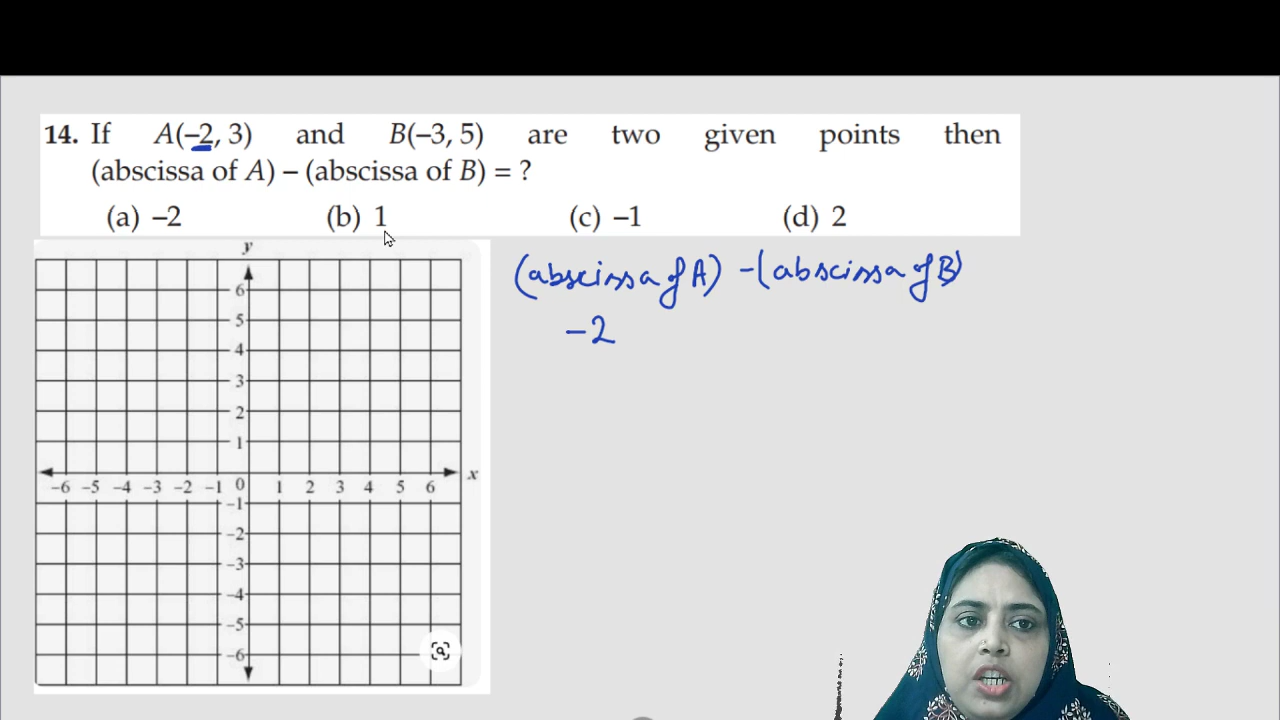 14. If A(–2, 3) and B(–3, 5) are two given points then
(abscissa of A) – (abscissa of B) = ?
(a) –2 (b) 1 (c) –1 (d) 2
(abscissa of A) -(abscissa of B)
-2
y
6
5
4
3
2
1
x
-6 -5 -4 -3 -2 -1 0 1 2 3 4 5 6
-1
-2
-3
-4
-5
-6